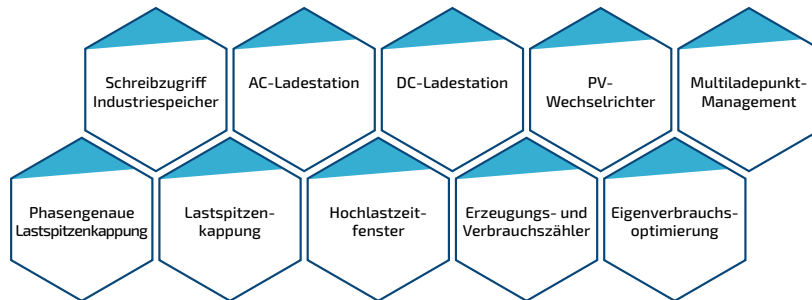 Schreibzugriff
Industriespeicher
AC-Ladestation
DC-Ladestation
PV-
Wechselrichter
Multiladepunkt-
Management
Phasengenaue
Lastspitzenkappung
Lastspitzen-
kappung
Hochlastzeit-
fenster
Erzeugungs- und
Verbrauchszähler
Eigenverbrauchs-
optimierung